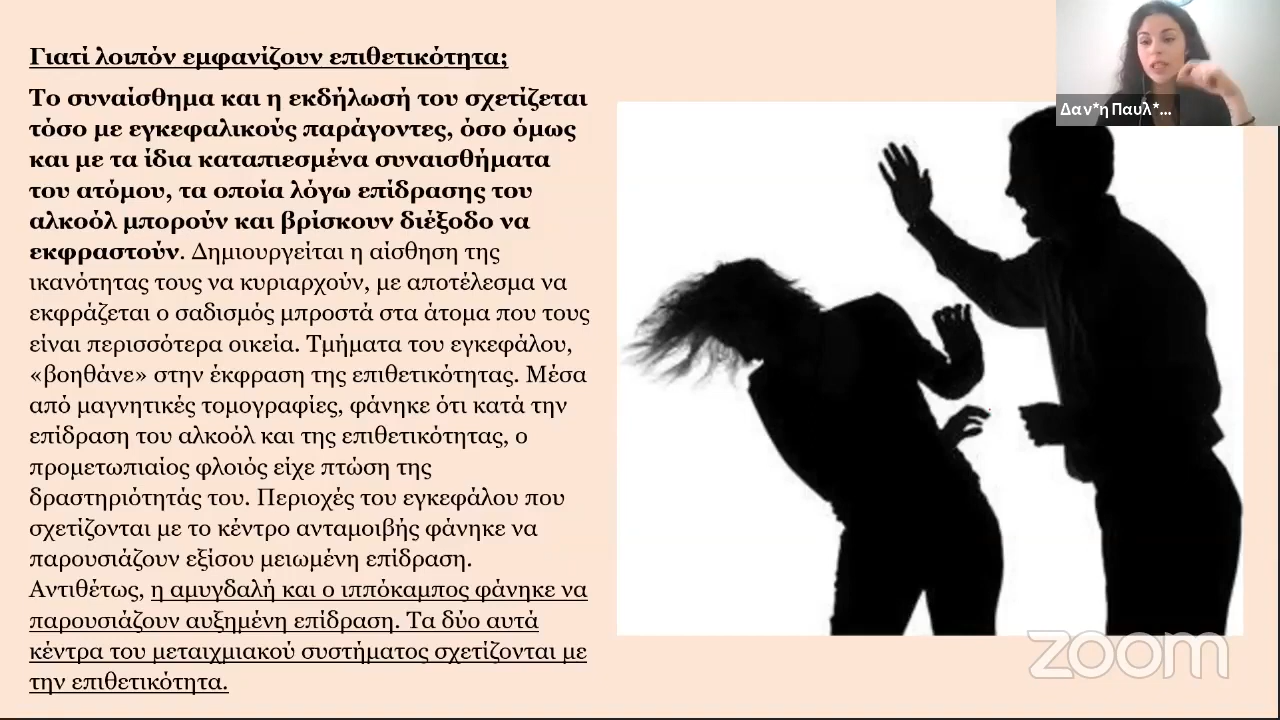 Γιατί λοιπόν εμφανίζουν επιθετικότητα;
Το συναίσθημα και η εκδήλωσή του σχετίζεται
τόσο με εγκεφαλικούς παράγοντες, όσο όμως
και με τα ίδια καταπιεσμένα συναισθήματα
του ατόμου, τα οποία λόγω επίδρασης του
αλκοόλ μπορούν και βρίσκουν διέξοδο να
εκφραστούν. Δημιουργείται η αίσθηση της
ικανότητας τους να κυριαρχούν, με αποτέλεσμα να
εκφράζεται ο σαδισμός μπροστά στα άτομα που τους
είναι περισσότερα οικεία. Τμήματα του εγκεφάλου,
«βοηθάνε» στην έκφραση της επιθετικότητας. Μέσα
από μαγνητικές τομογραφίες, φάνηκε ότι κατά την
επίδραση του αλκοόλ και της επιθετικότητας, ο
προμετωπιαίος φλοιός είχε πτώση της
δραστηριότητάς του. Περιοχές του εγκεφάλου που
σχετίζονται με το κέντρο ανταμοιβής φάνηκε να
παρουσιάζουν εξίσου μειωμένη επίδραση.
Αντιθέτως, η αμυγδαλή και ο ιππόκαμπος φάνηκε να
παρουσιάζουν αυξημένη επίδραση. Τα δύο αυτά
κέντρα του μεταιχμιακού συστήματος σχετίζονται με
την επιθετικότητα.
Δαν*η Παυλ*...
zoom